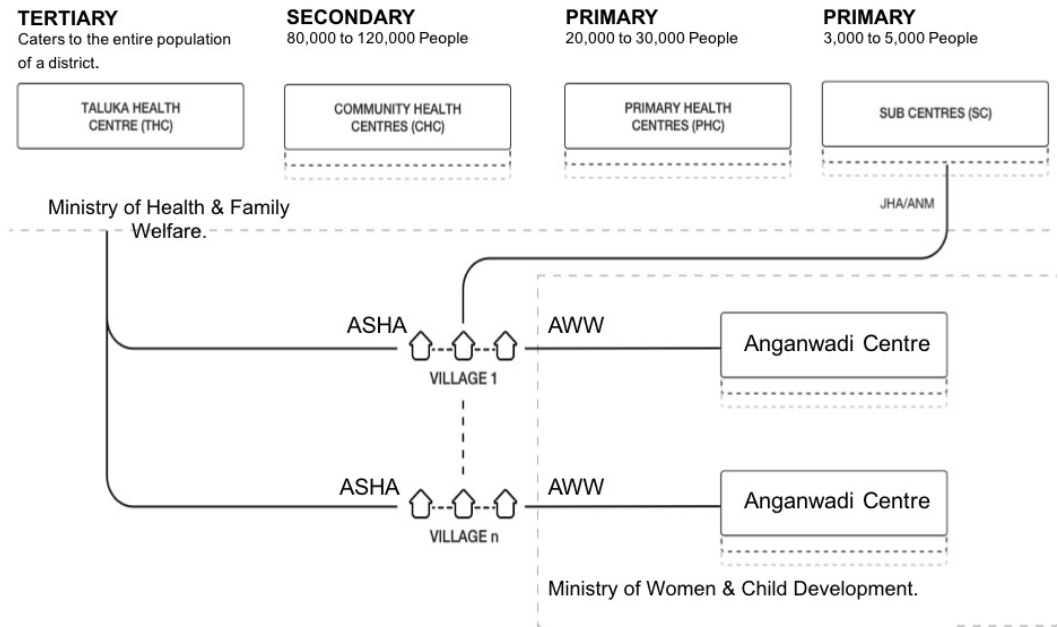 TERTIARY
Caters to the entire population
of a district.
TALUKA HEALTH
CENTRE (THC)
SECONDARY
80,000 to 120,000 People
COMMUNITY HEALTH
CENTRES (CHC)
PRIMARY
20,000 to 30,000 People
PRIMARY HEALTH
CENTRES (PHC)
PRIMARY
3,000 to 5,000 People
SUB CENTRES (SC)
JHA/ANM
Ministry of Health & Family
Welfare.
ASHA
VILLAGE 1
AWW
Anganwadi Centre
ASHA
VILLAGE n
AWW
Anganwadi Centre
Ministry of Women & Child Development.